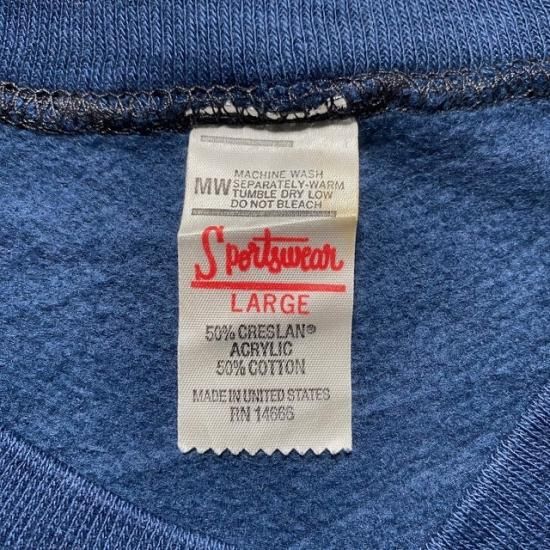 MW
MACHINE WASH
SEPARATELY-WARM
TUMBLE DRY LOW
DO NOT BLEACH
Sportswear
LARGE
50% CRESLAN®
ACRYLIC
50% COTTON
MADE IN UNITED STATES
RN 14666